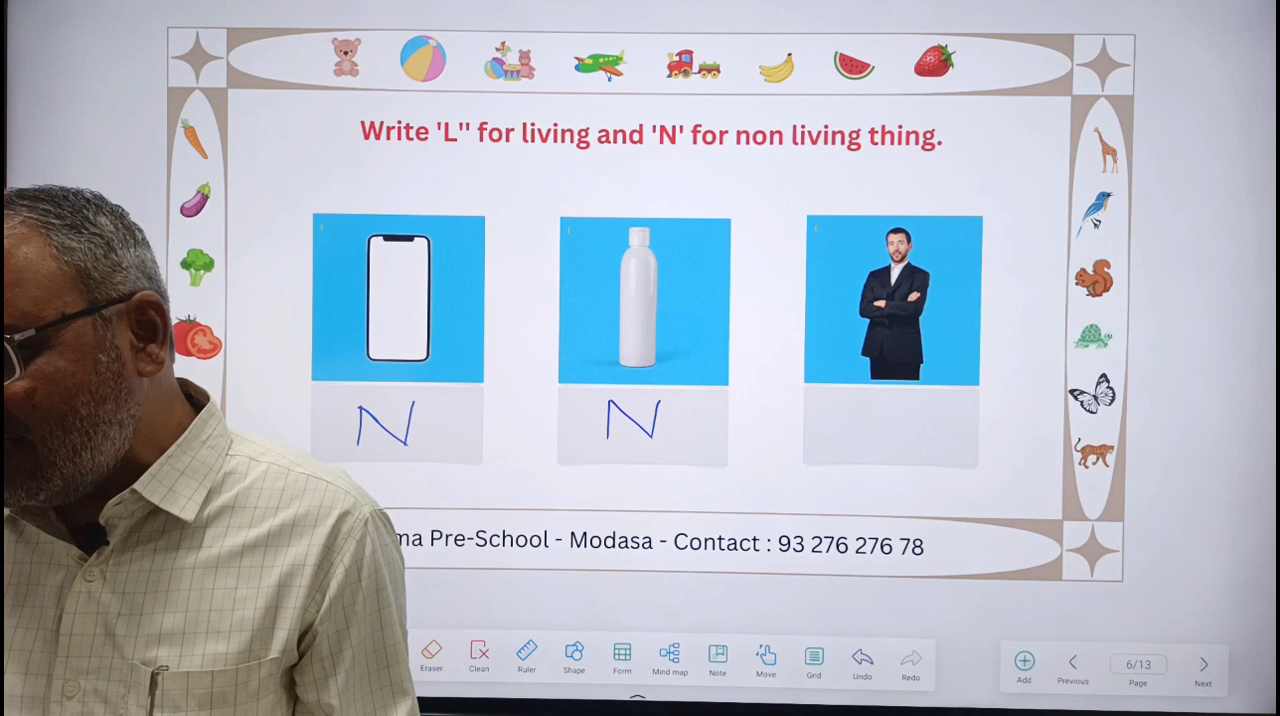 Write 'L'' for living and 'N' for non living thing.
N N
ma Pre-School - Modasa - Contact : 93 276 276 78
Eraser Clean Ruler Shape Form Mind map Note Move Grid Undo Redo
Add Previous 6/13 Page Next